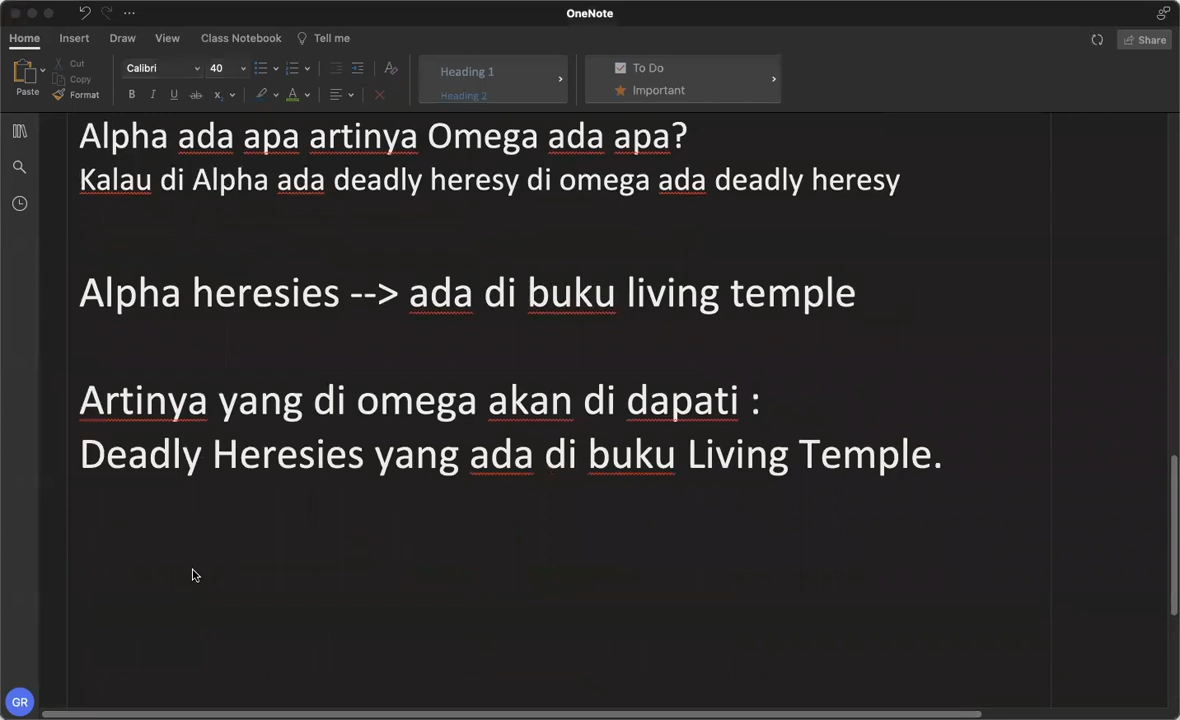 OneNote
Home Insert Draw View Class Notebook Tell me Share
Paste Cut Copy Format
Calibri 40
B I U ab x
Heading 1
Heading 2
To Do
Important
Alpha ada apa artinya Omega ada apa?
Kalau di Alpha ada deadly heresy di omega ada deadly heresy
Alpha heresies --> ada di buku living temple
Artinya yang di omega akan di dapati :
Deadly Heresies yang ada di buku Living Temple.
GR